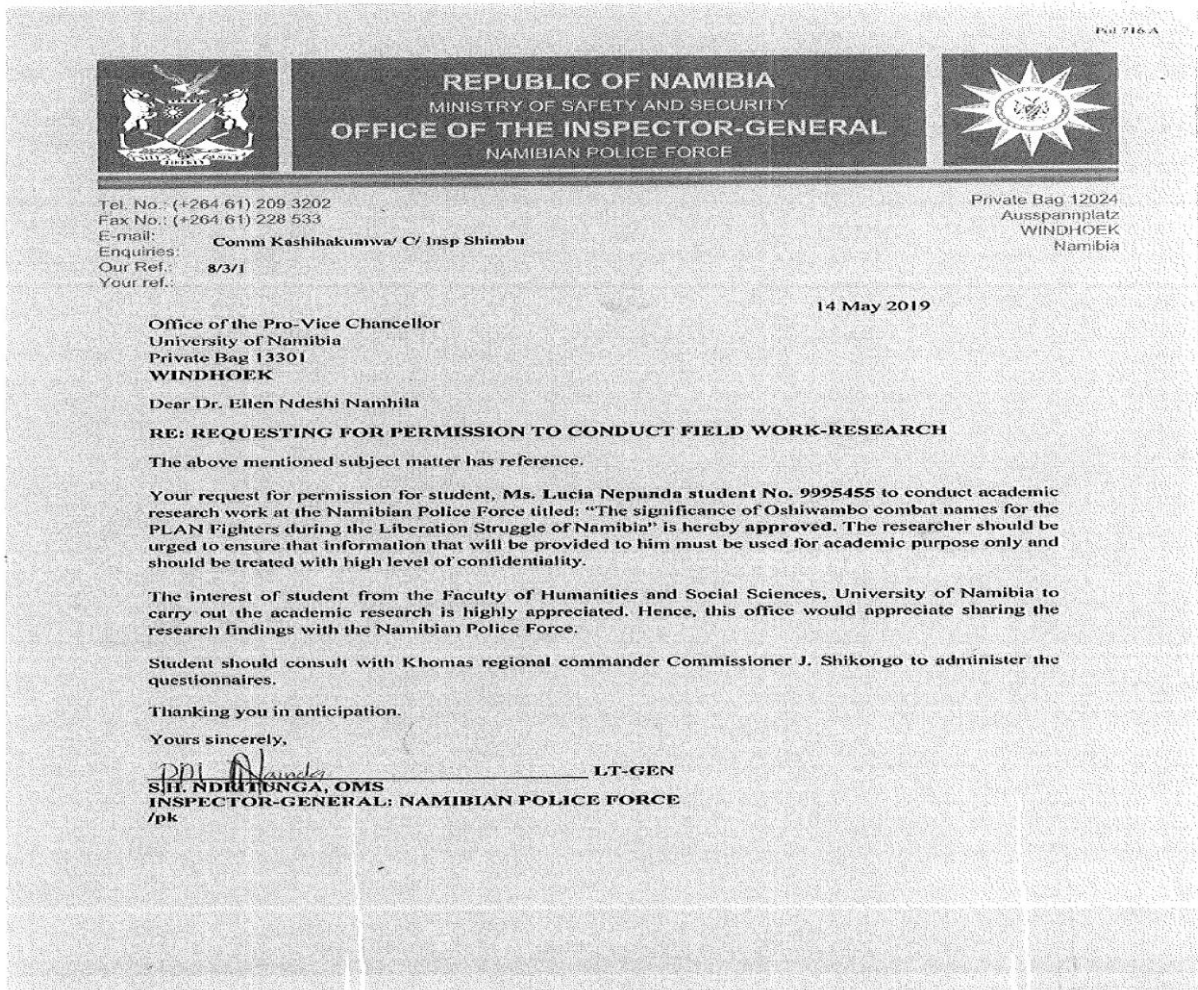 Pol 716 A
REPUBLIC OF NAMIBIA
MINISTRY OF SAFETY AND SECURITY
OFFICE OF THE INSPECTOR-GENERAL
NAMIBIAN POLICE FORCE
Tel. No.: (+264 61) 209 3202
Fax No.: (+264 61) 228 533
E-mail:
Enquiries: Comm Kashihakumwa/ C/ Insp Shimbu
Our Ref.: 8/3/1
Your ref.:
Private Bag 12024
Ausspannplatz
WINDHOEK
Namibia
14 May 2019
Office of the Pro-Vice Chancellor
University of Namibia
Private Bag 13301
WINDHOEK
Dear Dr. Ellen Ndeshi Namhila
RE: REQUESTING FOR PERMISSION TO CONDUCT FIELD WORK-RESEARCH
The above mentioned subject matter has reference.
Your request for permission for student, Ms. Lucia Nepunda student No. 9995455 to conduct academic
research work at the Namibian Police Force titled: “The significance of Oshiwambo combat names for the
PLAN Fighters during the Liberation Struggle of Namibia” is hereby approved. The researcher should be
urged to ensure that information that will be provided to him must be used for academic purpose only and
should be treated with high level of confidentiality.
The interest of student from the Faculty of Humanities and Social Sciences, University of Namibia to
carry out the academic research is highly appreciated. Hence, this office would appreciate sharing the
research findings with the Namibian Police Force.
Student should consult with Khomas regional commander Commissioner J. Shikongo to administer the
questionnaires.
Thanking you in anticipation.
Yours sincerely,
LT-GEN
S.H. NDEITUNGA, OMS
INSPECTOR-GENERAL: NAMIBIAN POLICE FORCE
/pk